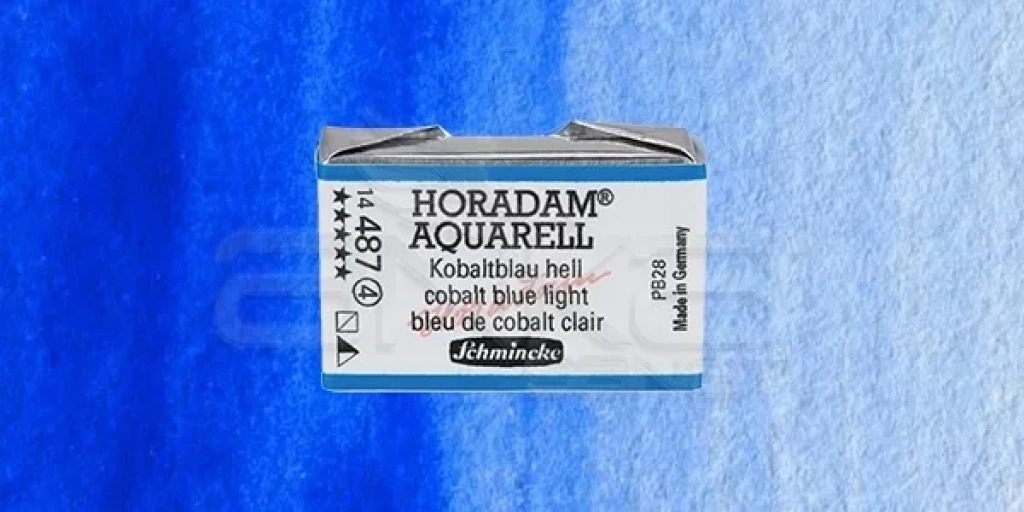 HORADAM®
AQUARELL
Kobaltblau hell
cobalt blue light
bleu de cobalt clair
Schmincke
14 487 4
PB28
Made in Germany